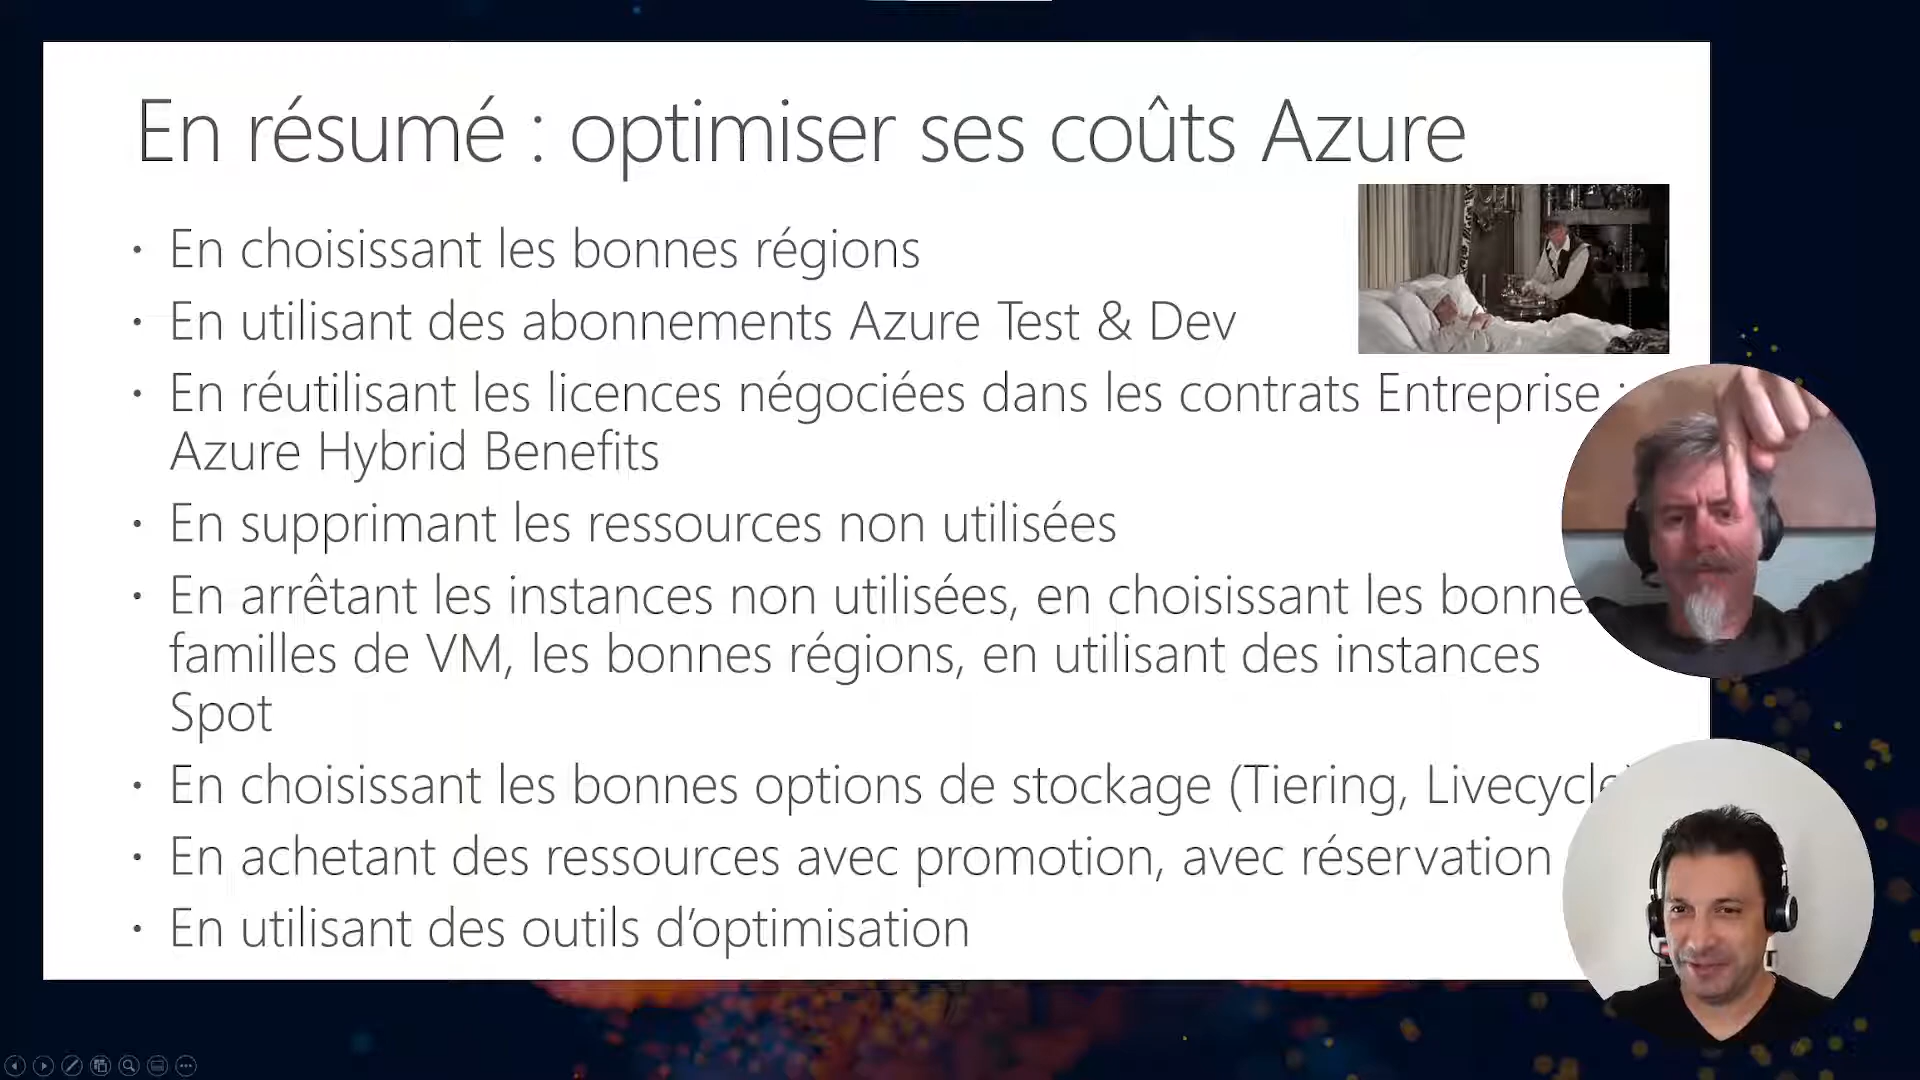 En résumé : optimiser ses coûts Azure
• En choisissant les bonnes régions
• En utilisant des abonnements Azure Test & Dev
• En réutilisant les licences négociées dans les contrats Entreprise :
Azure Hybrid Benefits
• En supprimant les ressources non utilisées
• En arrêtant les instances non utilisées, en choisissant les bonne
familles de VM, les bonnes régions, en utilisant des instances
Spot
• En choisissant les bonnes options de stockage (Tiering, Livecycle)
• En achetant des ressources avec promotion, avec réservation
• En utilisant des outils d’optimisation